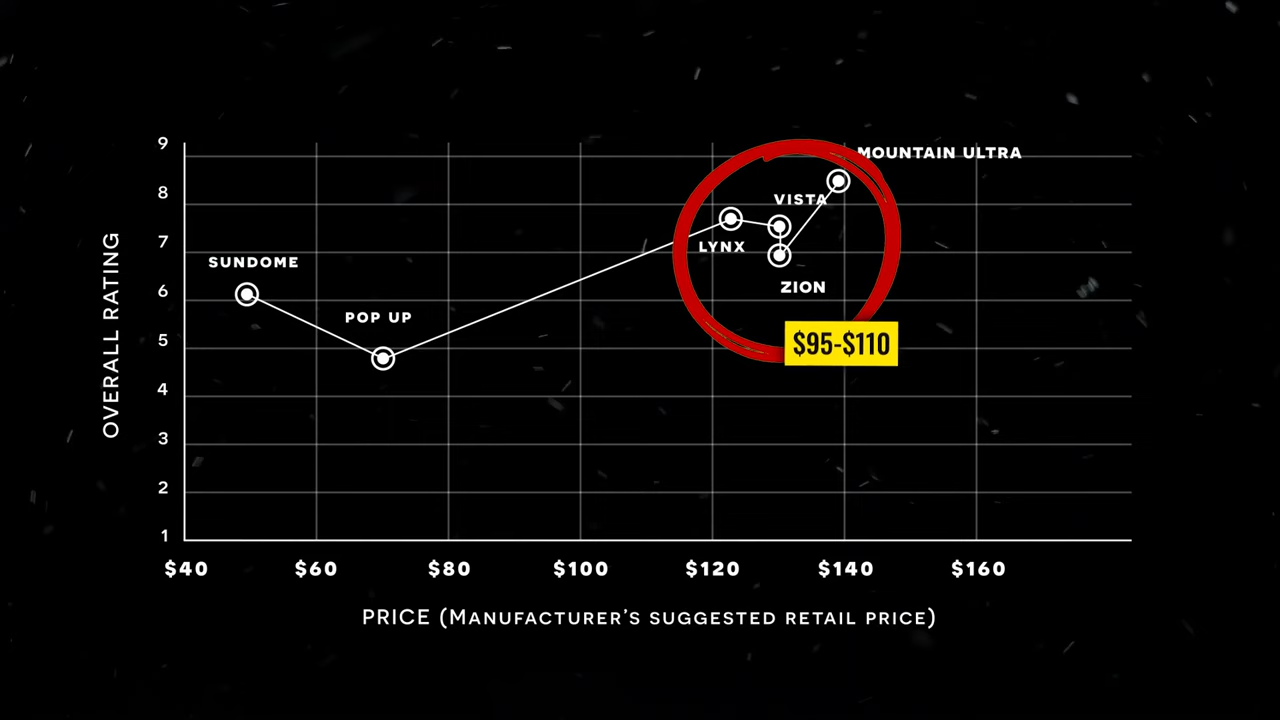 9
MOUNTAIN ULTRA
8
VISTA
7
LYNX
SUNDOME
6
ZION
POP UP
5
$95-$110
4
3
2
1
OVERALL RATING
$40 $60 $80 $100 $120 $140 $160
PRICE (MANUFACTURER'S SUGGESTED RETAIL PRICE)